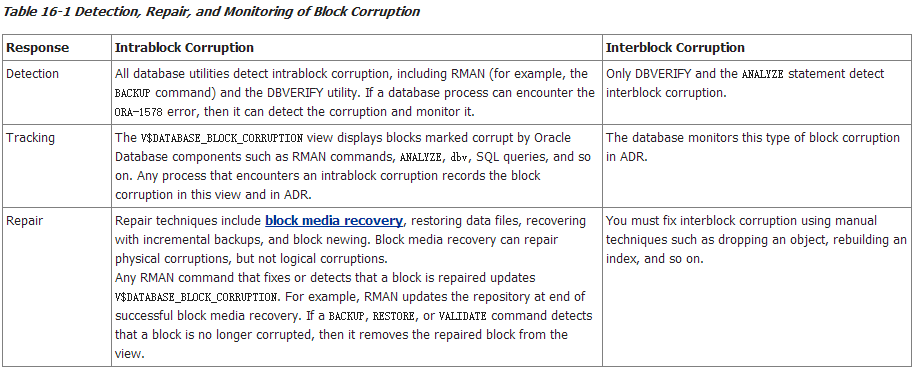 Table 16-1 Detection, Repair, and Monitoring of Block Corruption
Response
Intrablock Corruption
Interblock Corruption
Detection
All database utilities detect intrablock corruption, including RMAN (for example, the
BACKUP command) and the DBVERIFY utility. If a database process can encounter the
ORA-1578 error, then it can detect the corruption and monitor it.
Only DBVERIFY and the ANALYZE statement detect
interblock corruption.
Tracking
The V$DATABASE_BLOCK_CORRUPTION view displays blocks marked corrupt by Oracle
Database components such as RMAN commands, ANALYZE, dbv, SQL queries, and so
on. Any process that encounters an intrablock corruption records the block
corruption in this view and in ADR.
The database monitors this type of block corruption
in ADR.
Repair
Repair techniques include block media recovery, restoring data files, recovering
with incremental backups, and block newing. Block media recovery can repair
physical corruptions, but not logical corruptions.
Any RMAN command that fixes or detects that a block is repaired updates
V$DATABASE_BLOCK_CORRUPTION. For example, RMAN updates the repository at end of
successful block media recovery. If a BACKUP, RESTORE, or VALIDATE command detects
that a block is no longer corrupted, then it removes the repaired block from the
view.
You must fix interblock corruption using manual
techniques such as dropping an object, rebuilding an
index, and so on.